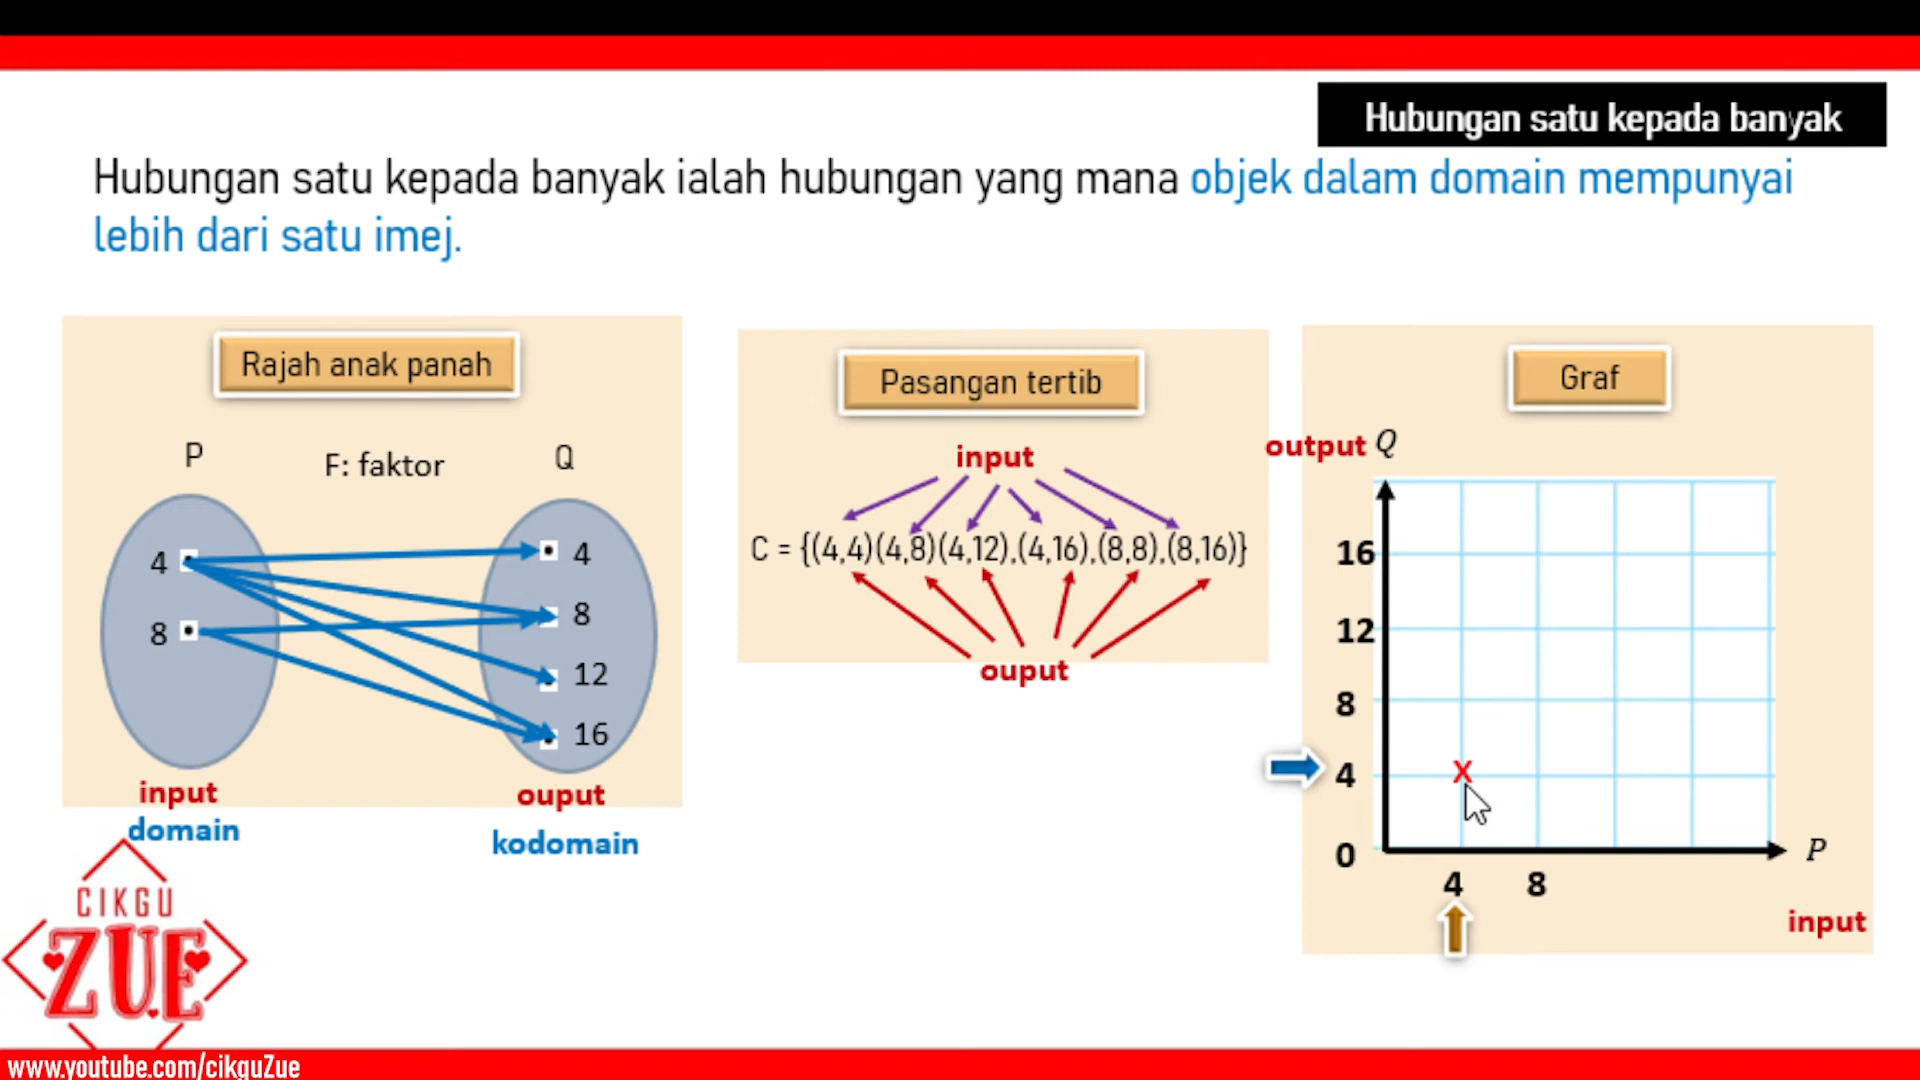 Hubungan satu kepada banyak
Hubungan satu kepada banyak ialah hubungan yang mana objek dalam domain mempunyai
lebih dari satu imej.
Rajah anak panah
P
F: faktor
Q
4
8
4
8
12
16
input
domain
ouput
kodomain
Pasangan tertib
input
C = {(4,4)(4,8)(4,12),(4,16),(8,8),(8,16)}
ouput
Graf
output Q
16
12
8
4
x
0
P
4 8
input
CIKGU
ZUE
www.youtube.com/cikguZue